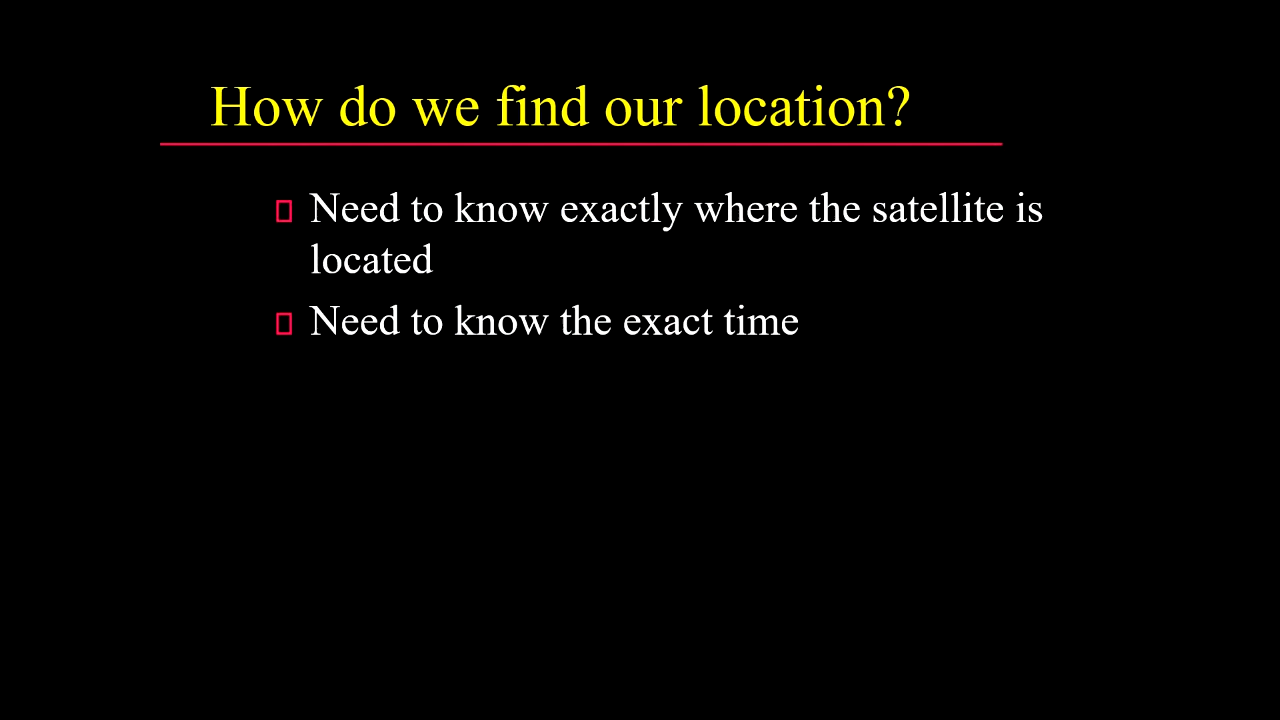 How do we find our location?
Need to know exactly where the satellite is
located
Need to know the exact time